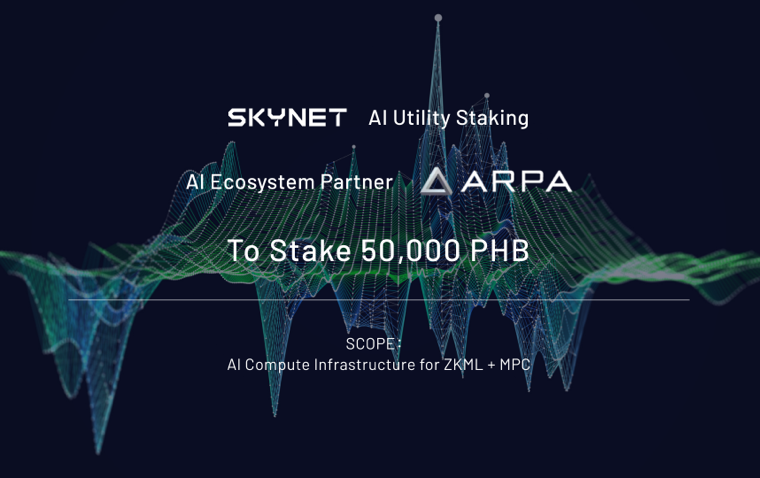 SKYNET AI Utility Staking
AI Ecosystem Partner ARPA
To Stake 50,000 PHB
SCOPE:
AI Compute Infrastructure for ZKML + MPC